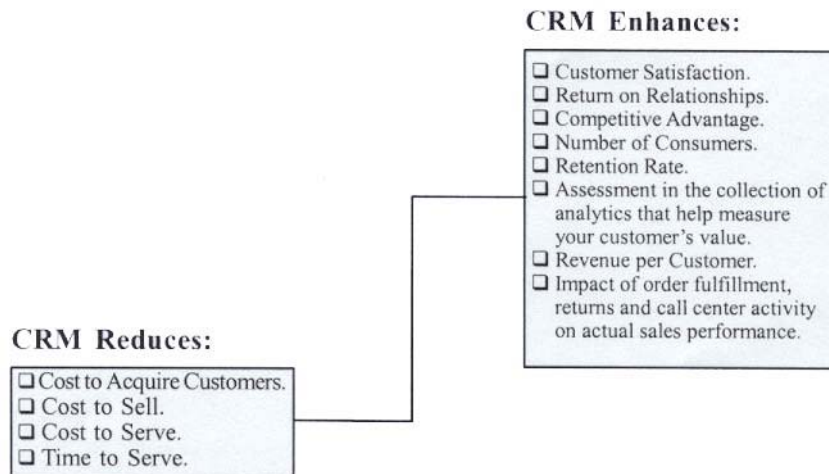 CRM Enhances:
❑ Customer Satisfaction.
❑ Return on Relationships.
❑ Competitive Advantage.
❑ Number of Consumers.
❑ Retention Rate.
❑ Assessment in the collection of
analytics that help measure
your customer's value.
❑ Revenue per Customer.
❑ Impact of order fulfillment,
returns and call center activity
on actual sales performance.
CRM Reduces:
❑ Cost to Acquire Customers.
❑ Cost to Sell.
❑ Cost to Serve.
❑ Time to Serve.